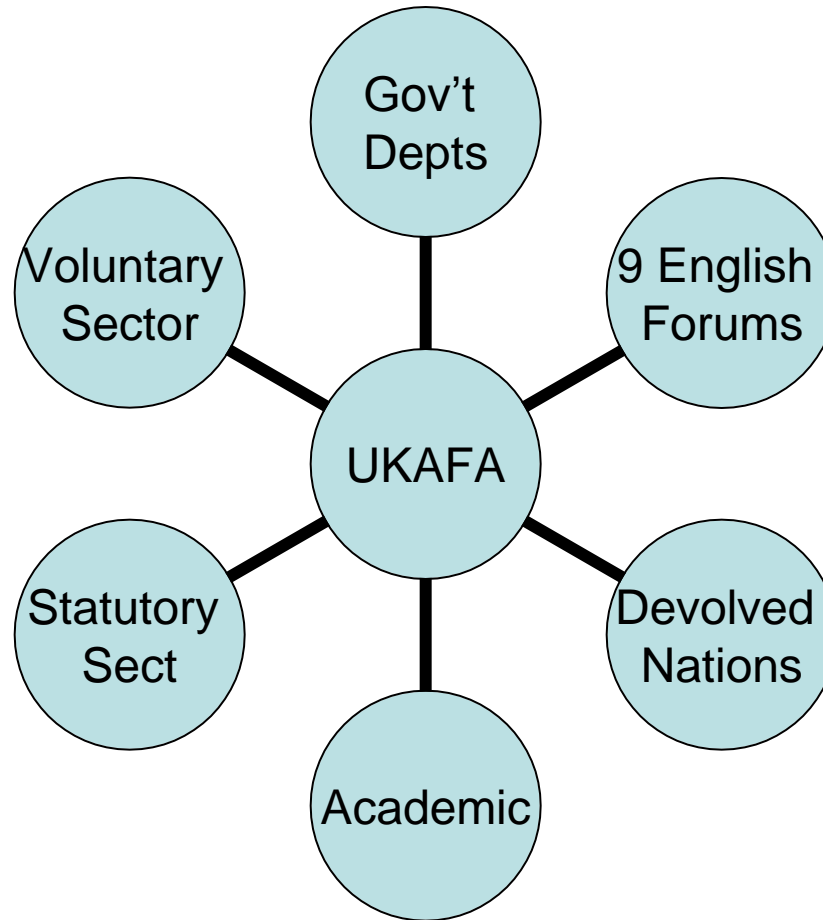 Gov't
Depts
Voluntary
Sector
9 English
Forums
UKAFA
Statutory
Sect
Devolved
Nations
Academic